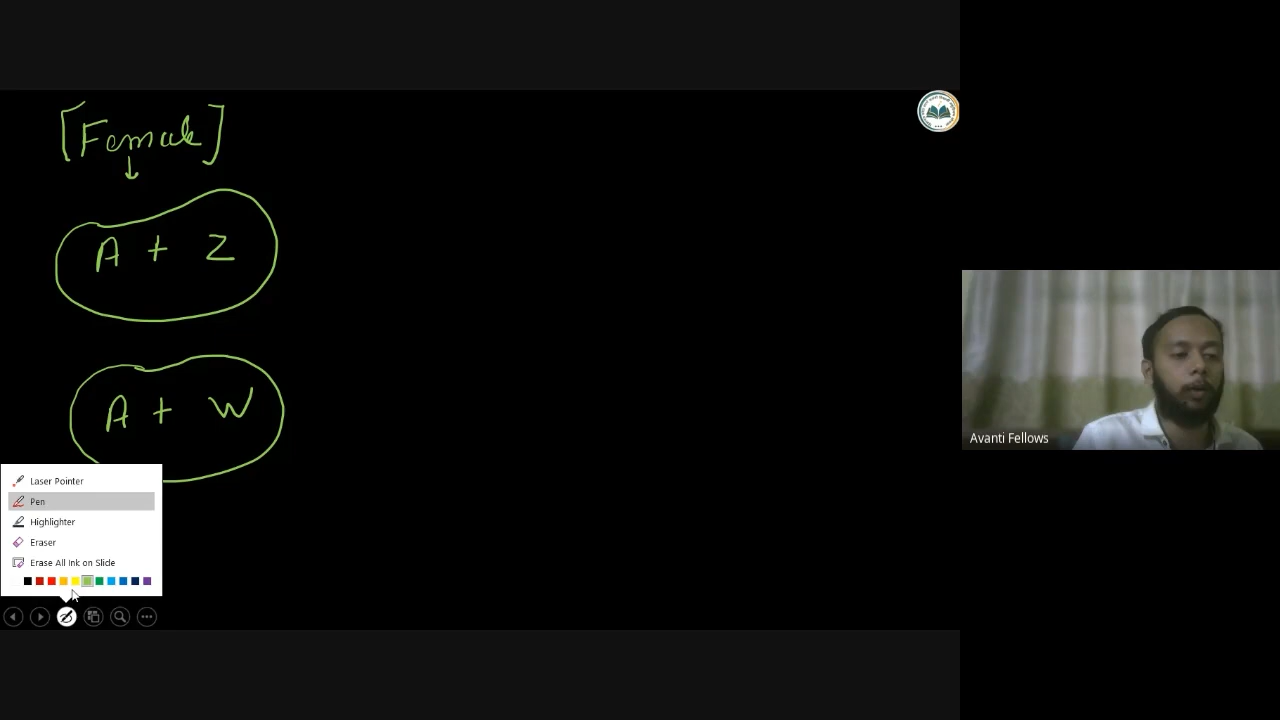 [Female]
↓
A + Z
A + W
Laser Pointer
Pen
Highlighter
Eraser
Erase All Ink on Slide
Avanti Fellows